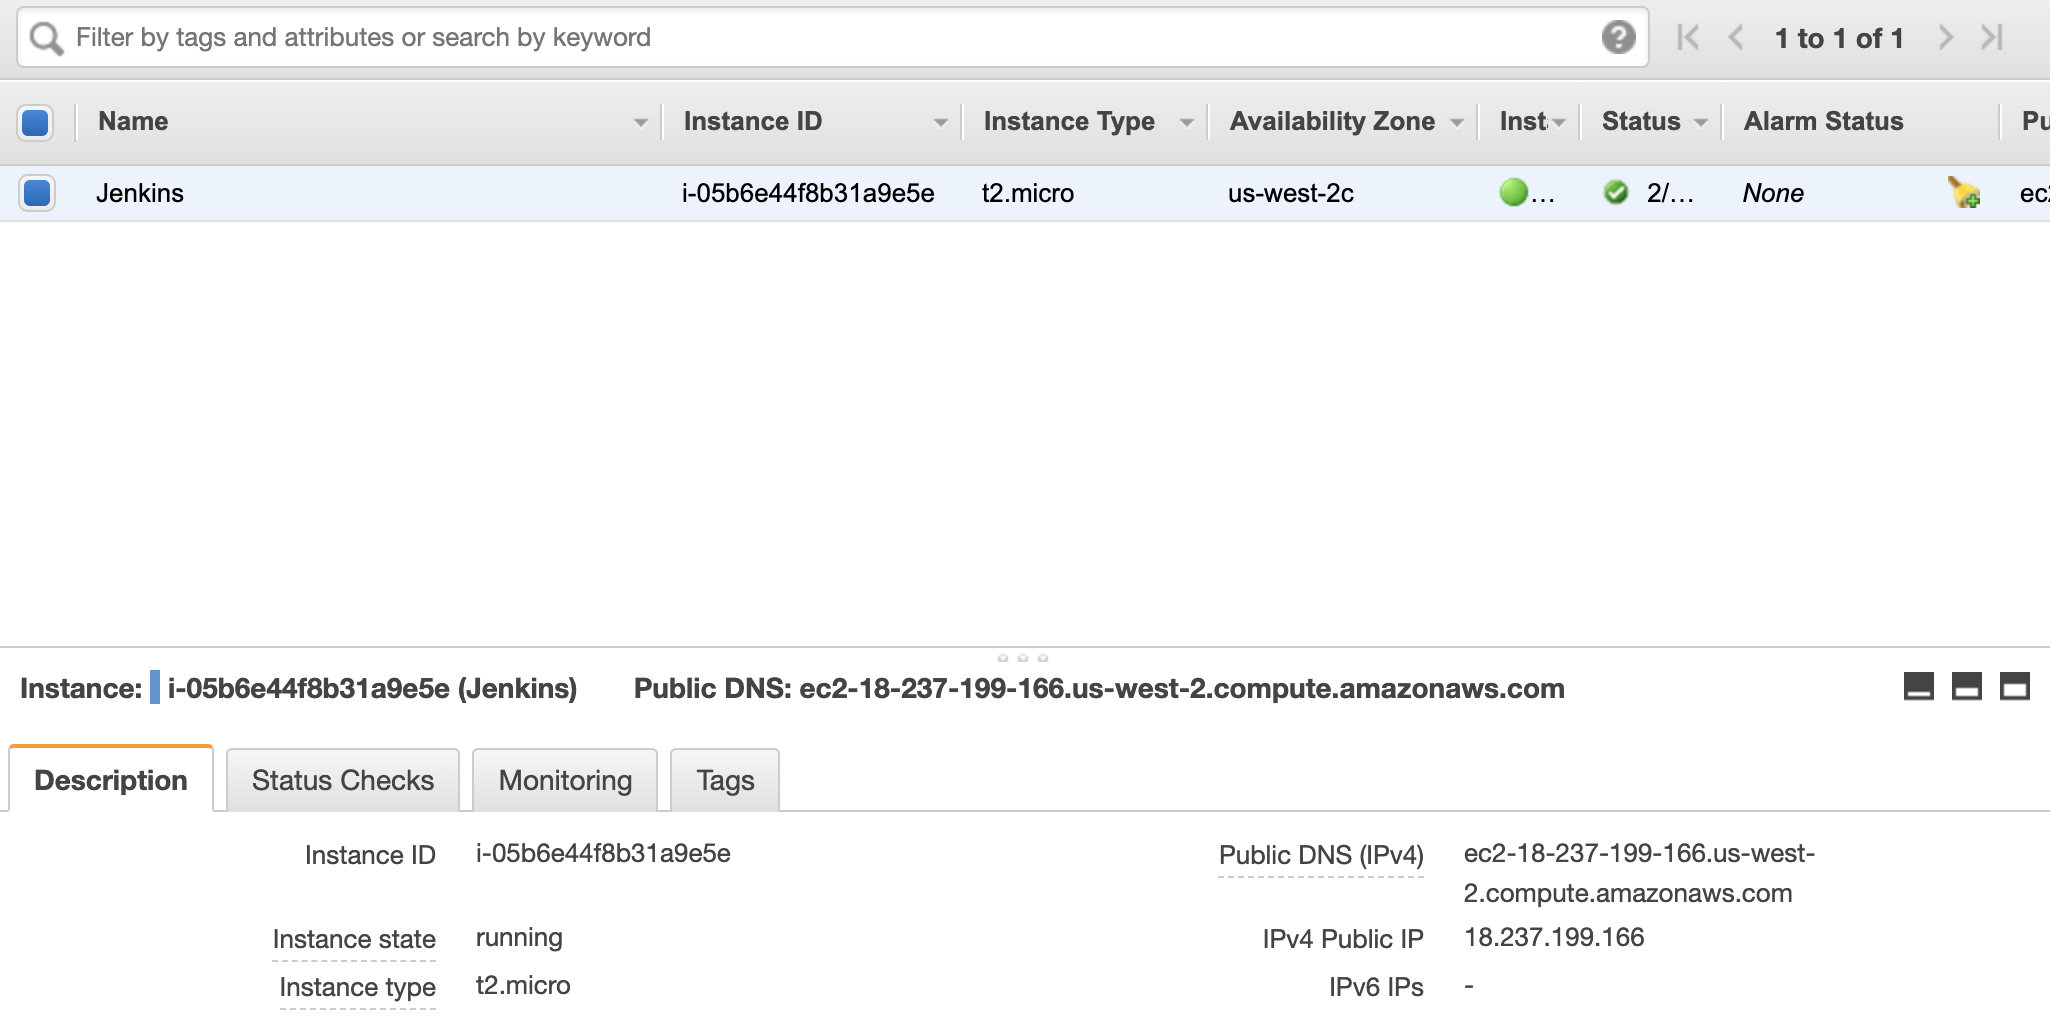 Filter by tags and attributes or search by keyword
1 to 1 of 1
Name Instance ID Instance Type Availability Zone Inst Status Alarm Status Pu
Jenkins i-05b6e44f8b31a9e5e t2.micro us-west-2c ... 2/... None ec2
Instance: i-05b6e44f8b31a9e5e (Jenkins) Public DNS: ec2-18-237-199-166.us-west-2.compute.amazonaws.com
Description Status Checks Monitoring Tags
Instance ID i-05b6e44f8b31a9e5e
Public DNS (IPv4) ec2-18-237-199-166.us-west-
2.compute.amazonaws.com
Instance state running
IPv4 Public IP 18.237.199.166
Instance type t2.micro
IPv6 IPs -